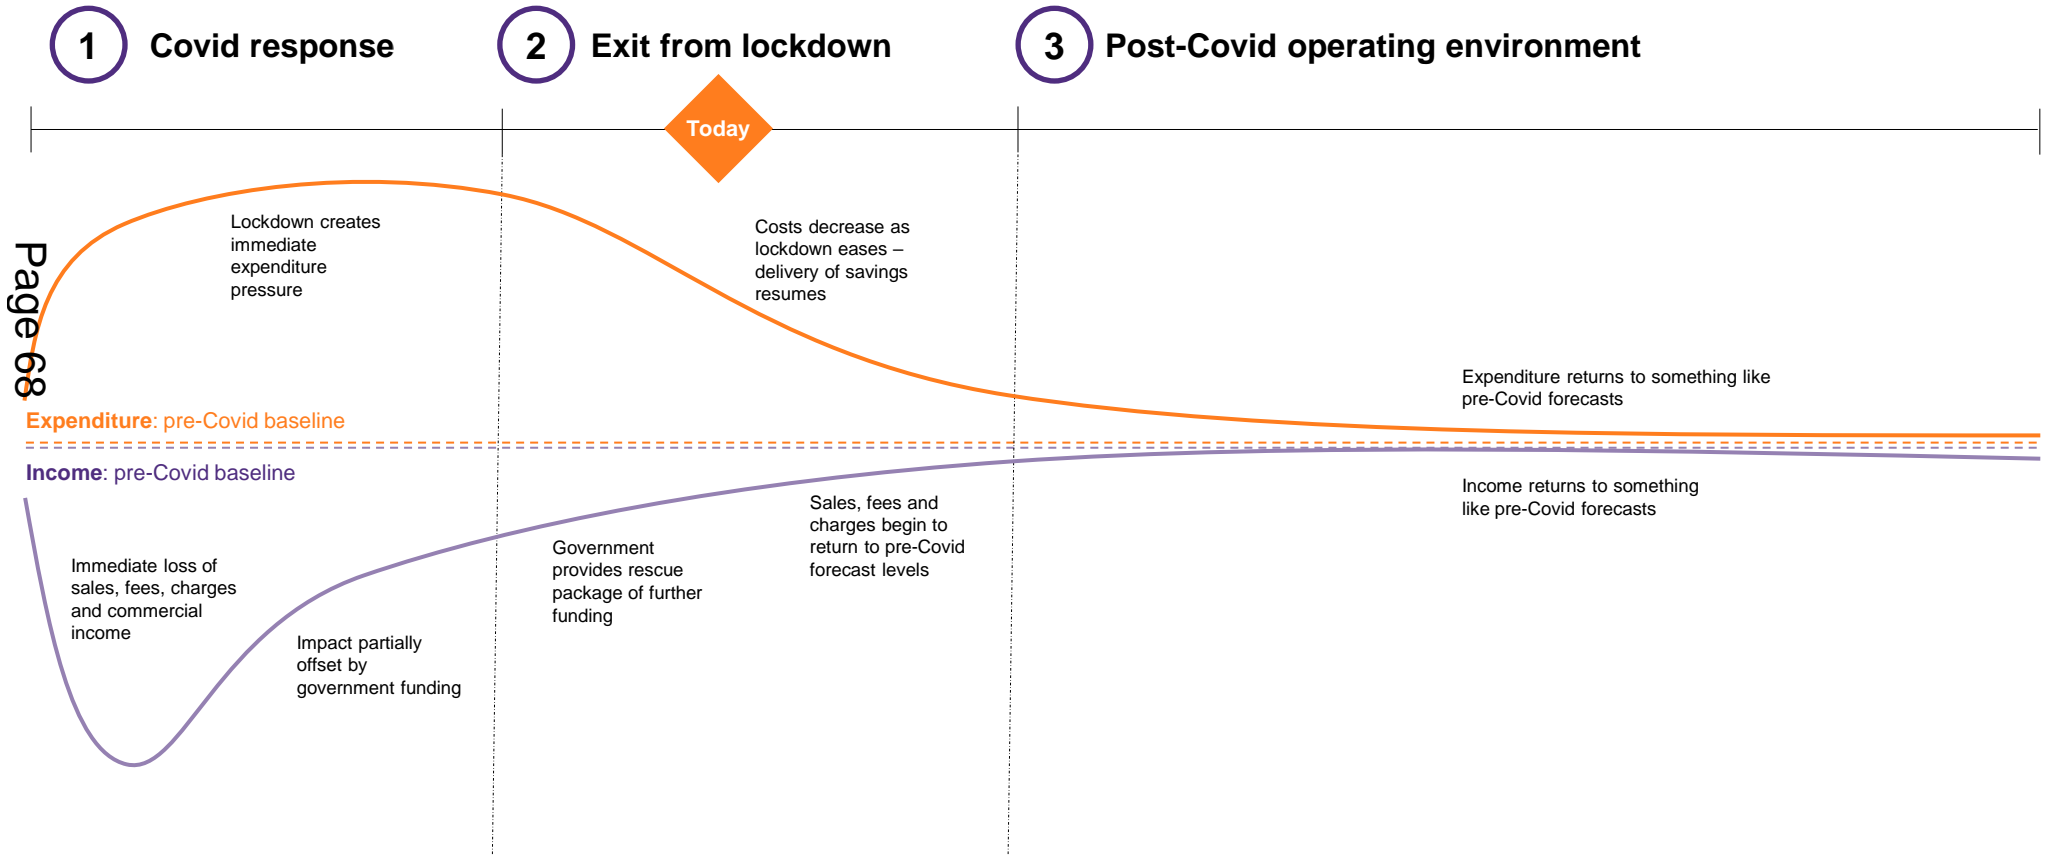 1 Covid response
2 Exit from lockdown
3 Post-Covid operating environment
Today
Lockdown creates
immediate
expenditure
pressure
Costs decrease as
lockdown eases –
delivery of savings
resumes
Page 68
Expenditure returns to something like
pre-Covid forecasts
Expenditure: pre-Covid baseline
Income: pre-Covid baseline
Income returns to something
like pre-Covid forecasts
Sales, fees and
charges begin to
return to pre-Covid
forecast levels
Government
provides rescue
package of further
funding
Immediate loss of
sales, fees, charges
and commercial
income
Impact partially
offset by
government funding